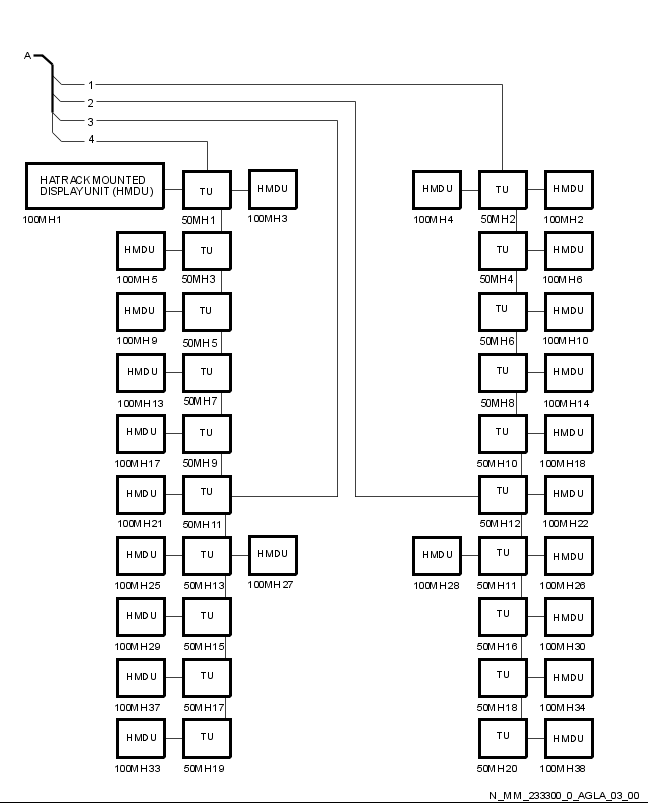 A
1
2
3
4
HATRACK MOUNTED
DISPLAY UNIT (HMDU)
TU
HMDU
HMDU
TU
HMDU
100MH1
50MH1
100MH3
100MH4
50MH2
100MH2
HMDU
TU
TU
HMDU
100MH5
50MH3
50MH4
100MH6
HMDU
TU
TU
HMDU
100MH9
50MH5
50MH6
100MH10
HMDU
TU
TU
HMDU
100MH13
50MH7
50MH8
100MH14
HMDU
TU
TU
HMDU
100MH17
50MH9
50MH10
100MH18
HMDU
TU
TU
HMDU
100MH21
50MH11
50MH12
100MH22
HMDU
TU
HMDU
HMDU
TU
HMDU
100MH25
50MH13
100MH27
100MH28
50MH11
100MH26
HMDU
TU
TU
HMDU
100MH29
50MH15
50MH16
100MH30
HMDU
TU
TU
HMDU
100MH37
50MH17
50MH18
100MH34
HMDU
TU
TU
HMDU
100MH33
50MH19
50MH20
100MH38
N_MM_233300_0_AGLA_03_00